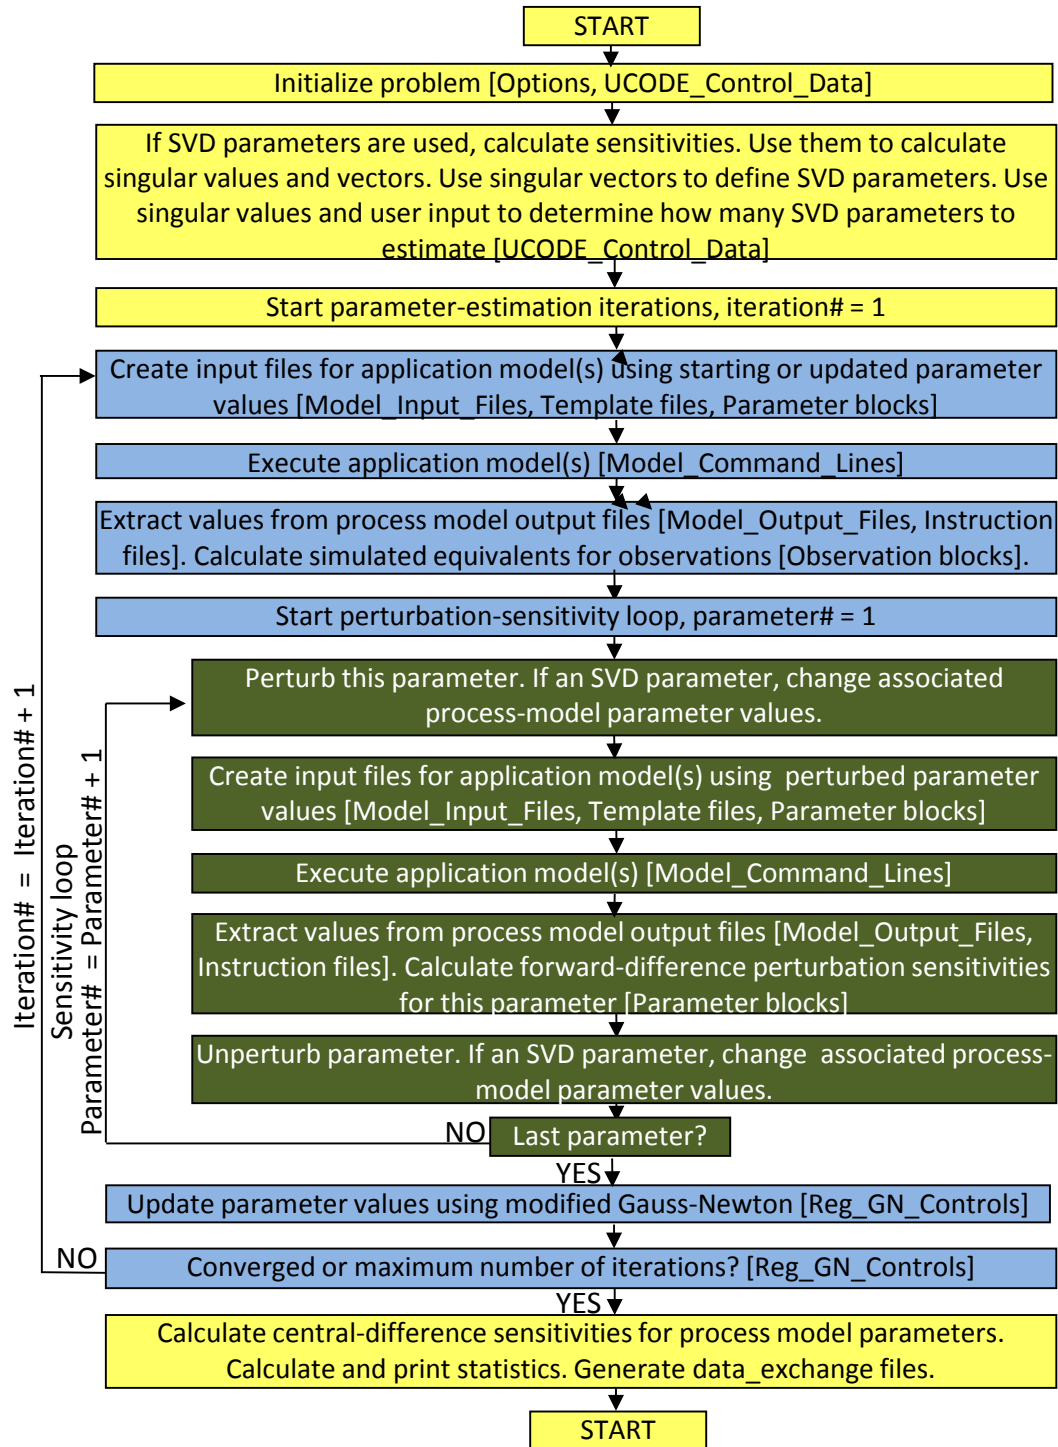 START
Initialize problem [Options, UCODE_Control_Data]
If SVD parameters are used, calculate sensitivities. Use them to calculate
singular values and vectors. Use singular vectors to define SVD parameters. Use
singular values and user input to determine how many SVD parameters to
estimate [UCODE_Control_Data]
Start parameter-estimation iterations, iteration# = 1
Create input files for application model(s) using starting or updated parameter
values [Model_Input_Files, Template files, Parameter blocks]
Execute application model(s) [Model_Command_Lines]
Extract values from process model output files [Model_Output_Files, Instruction
files]. Calculate simulated equivalents for observations [Observation blocks].
Start perturbation-sensitivity loop, parameter# = 1
Perturb this parameter. If an SVD parameter, change associated
process-model parameter values.
Create input files for application model(s) using perturbed parameter
values [Model_Input_Files, Template files, Parameter blocks]
Execute application model(s) [Model_Command_Lines]
Extract values from process model output files [Model_Output_Files,
Instruction files]. Calculate forward-difference perturbation sensitivities
for this parameter [Parameter blocks]
Unperturb parameter. If an SVD parameter, change associated process-
model parameter values.
NO
Last parameter?
YES
Iteration# = Iteration# + 1
Sensitivity loop
Parameter# = Parameter# + 1
Update parameter values using modified Gauss-Newton [Reg_GN_Controls]
NO
Converged or maximum number of iterations? [Reg_GN_Controls]
YES
Calculate central-difference sensitivities for process model parameters.
Calculate and print statistics. Generate data_exchange files.
START